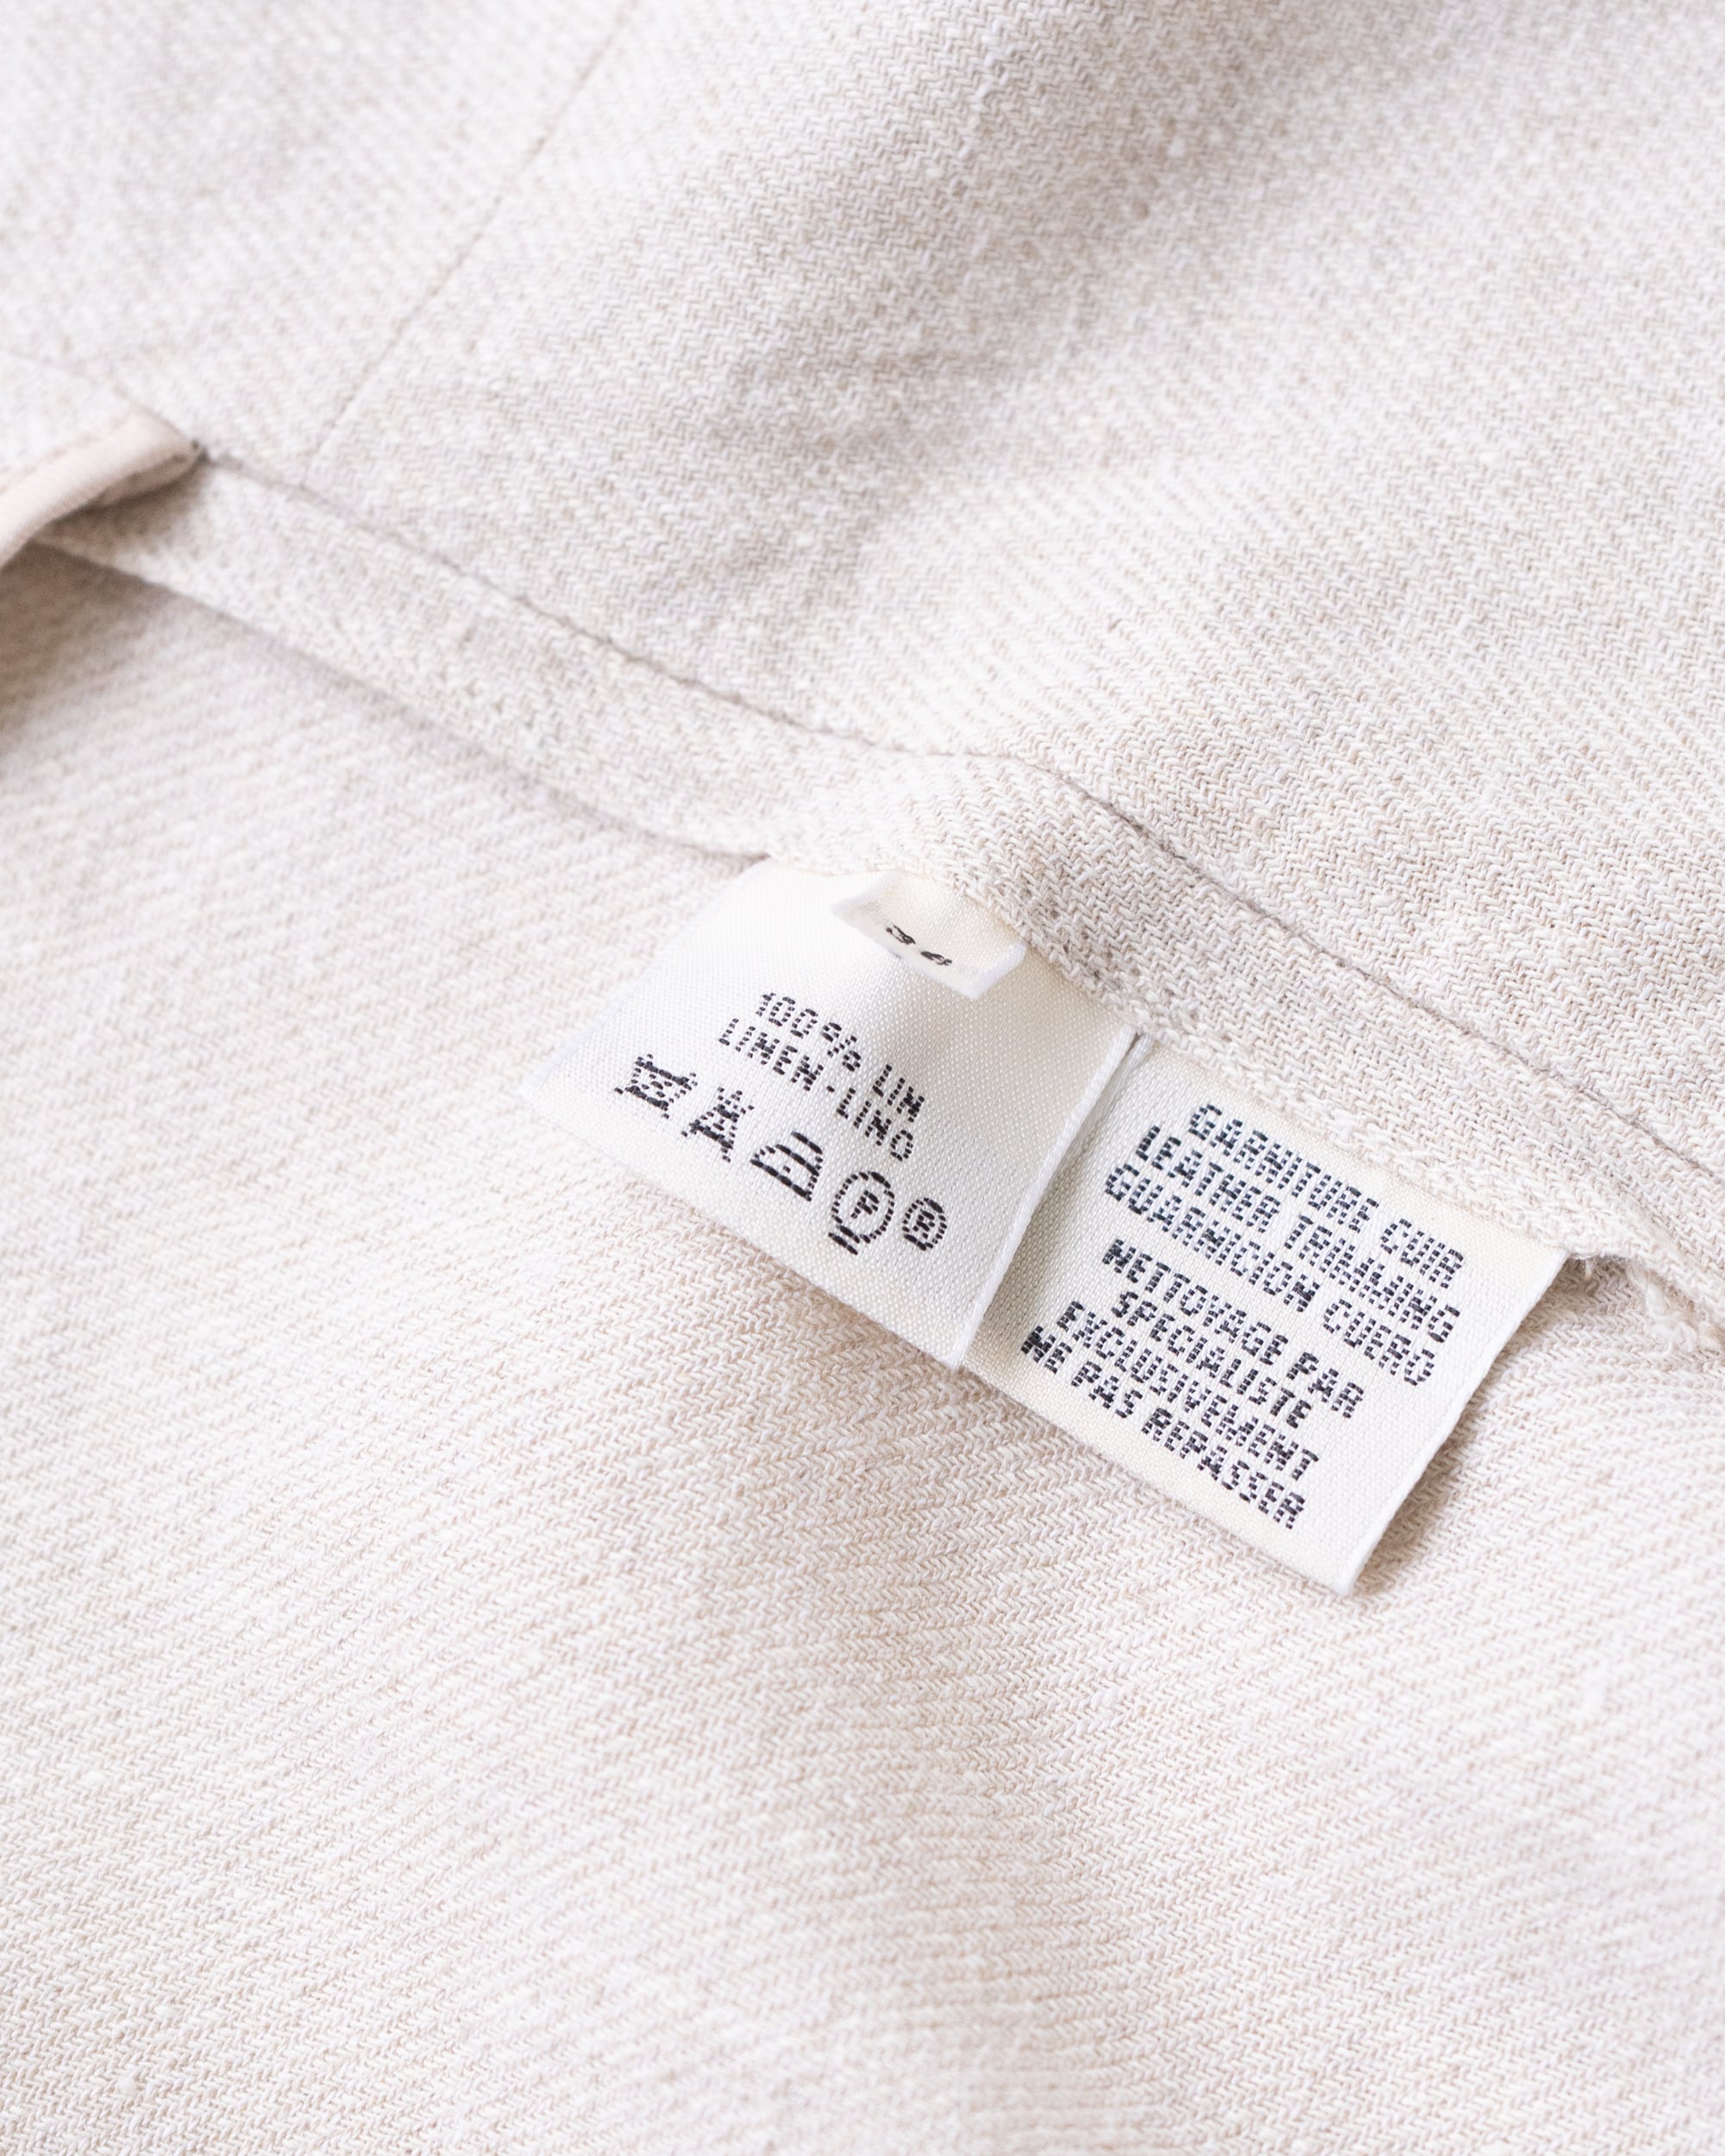 100% LIN
LINEN-LINO
P
R
GARNITURE CUIR
LEATHER TRIMMING
GUARNICION CUERO
NETTOYAGE PAR
SPECIALISTE
EXCLUSIVEMENT
NE PAS REPASSER